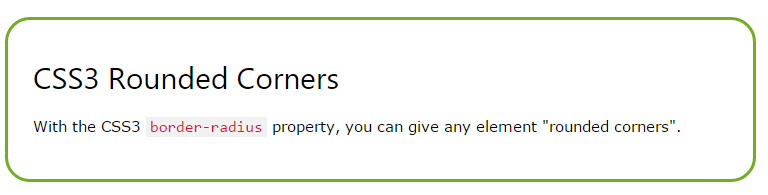 CSS3 Rounded Corners
With the CSS3 border-radius property, you can give any element "rounded corners".